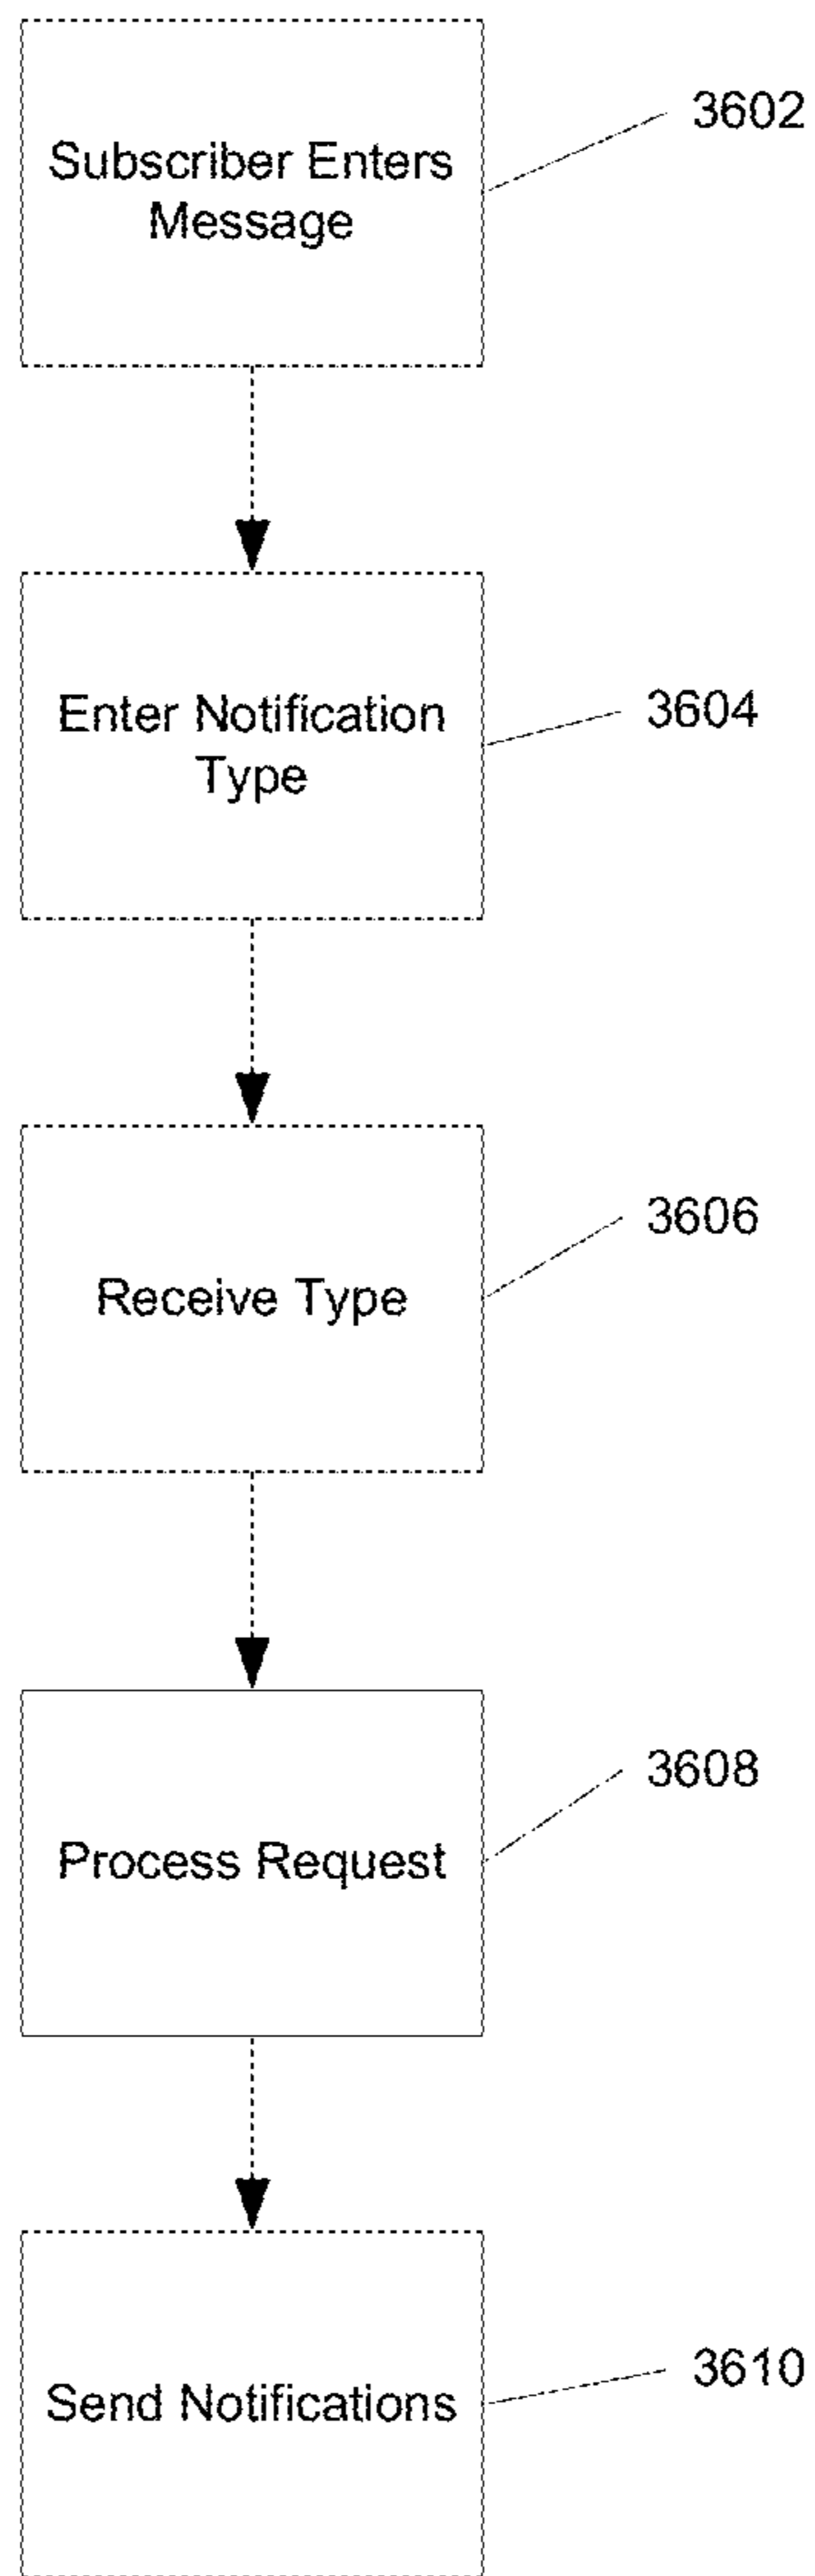 Subscriber Enters
Message
3602
Enter Notification
Type
3604
Receive Type
3606
Process Request
3608
Send Notifications
3610